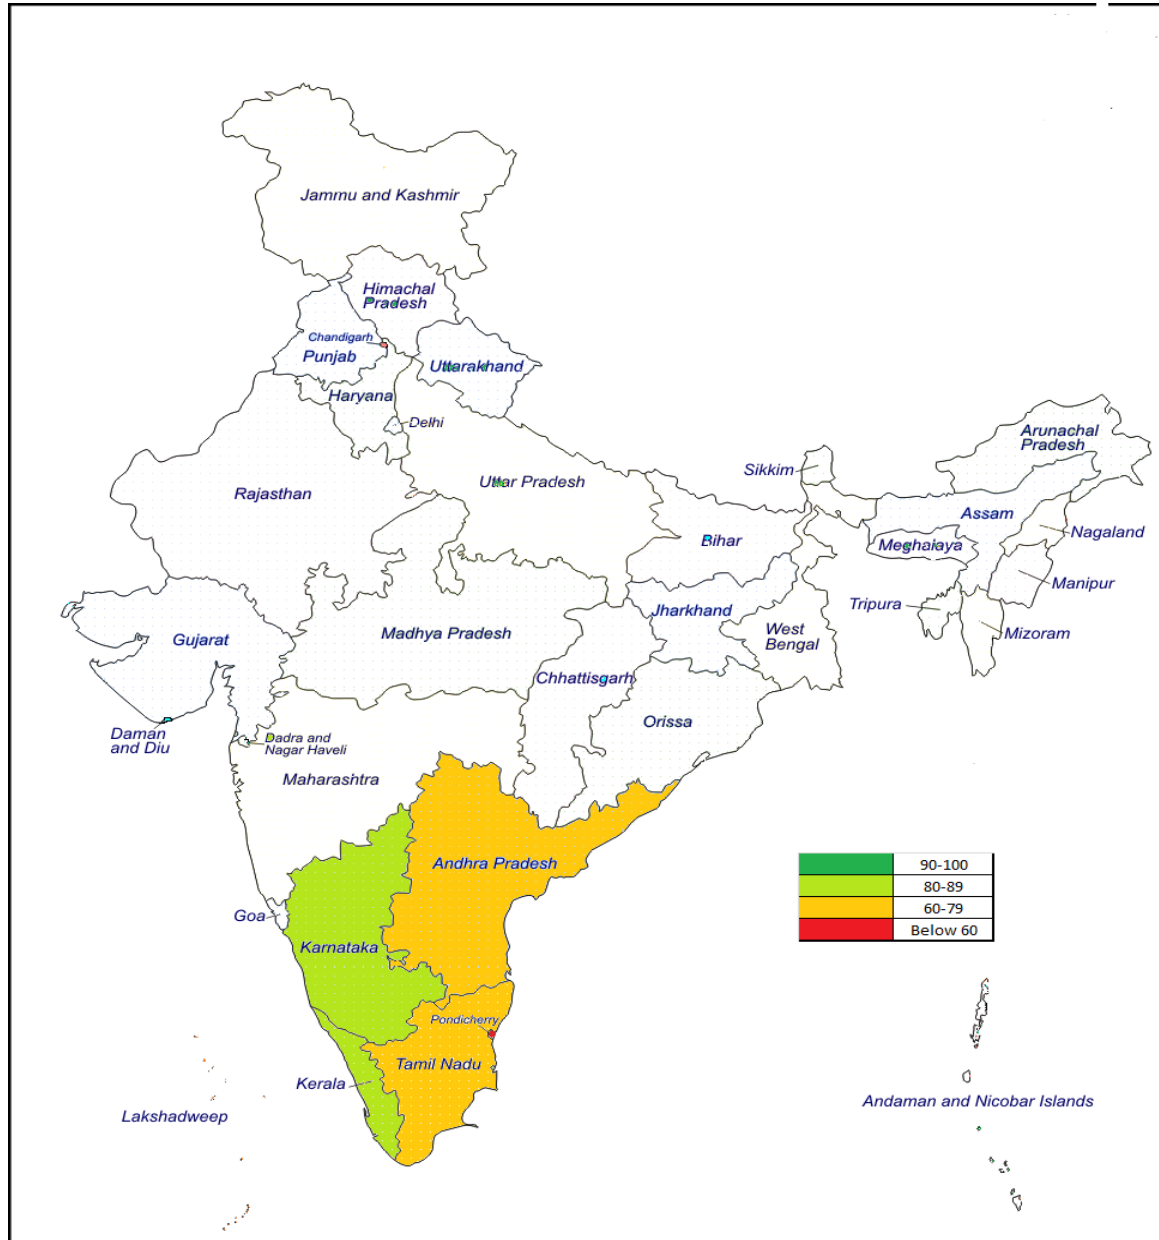 Jammu and Kashmir
Himachal
Pradesh
Chandigarh
Punjab
Uttarakhand
Haryana
Delhi
Arunachal
Pradesh
Sikkim
Uttar Pradesh
Rajasthan
Assam
Nagaland
Bihar
Meghalaya
Manipur
Tripura
Jharkhand
West
Bengal
Mizoram
Madhya Pradesh
Gujarat
Chhattisgarh
Orissa
Daman
and Diu
Dadra and
Nagar Haveli
Maharashtra
Andhra Pradesh
90-100
80-89
60-79
Below 60
Goa
Karnataka
Pondicherry
Tamil Nadu
Kerala
Lakshadweep
Andaman and Nicobar Islands